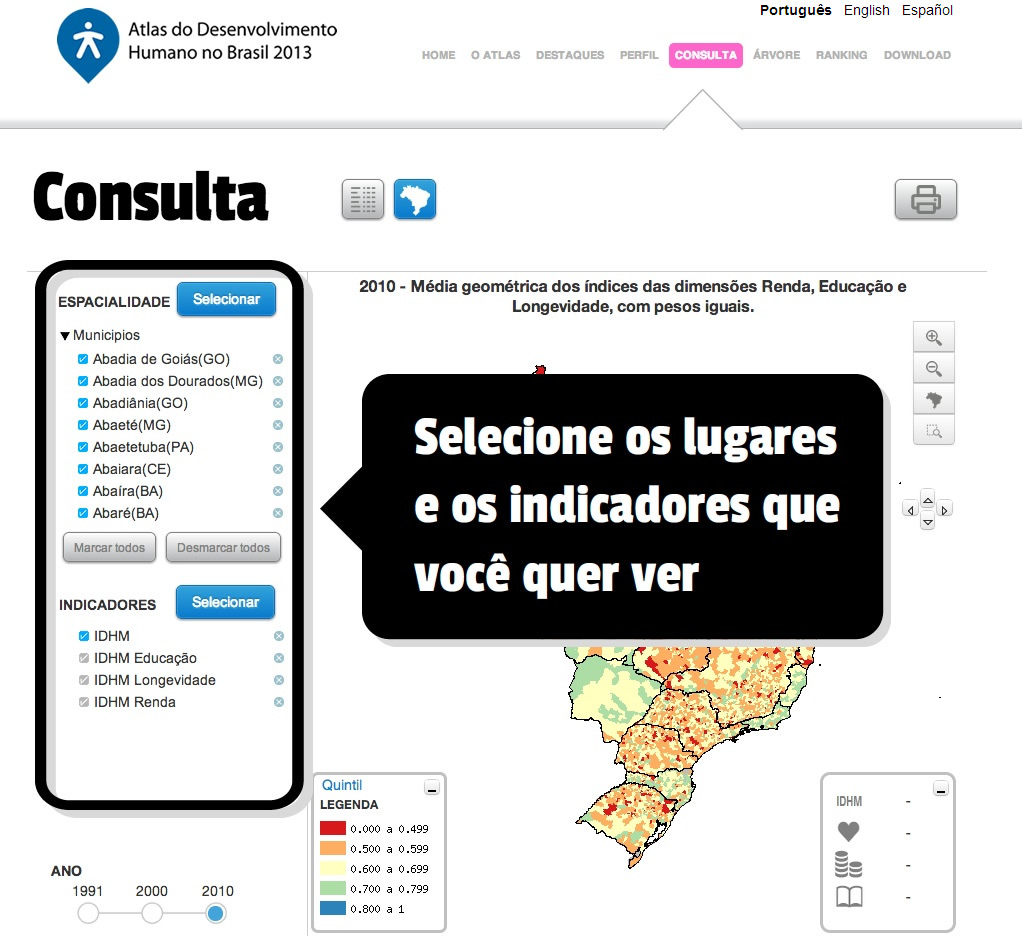 Português English Español
Atlas do Desenvolvimento
Humano no Brasil 2013
HOME O ATLAS DESTAQUES PERFIL CONSULTA ÁRVORE RANKING DOWNLOAD
Consulta
ESPACIALIDADE Selecionar
Municipios
Abadia de Goiás(GO)
Abadia dos Dourados(MG)
Abadiânia(GO)
Abaeté(MG)
Abaetetuba(PA)
Abaiara(CE)
Abaíra(BA)
Abaré(BA)
Marcar todos Desmarcar todos
INDICADORES Selecionar
IDHM
IDHM Educação
IDHM Longevidade
IDHM Renda
ANO
1991 2000 2010
2010 - Média geométrica dos índices das dimensões Renda, Educação e
Longevidade, com pesos iguais.
Selecione os lugares
e os indicadores que
você quer ver
Quintil
LEGENDA
0.000 a 0.499
0.500 a 0.599
0.600 a 0.699
0.700 a 0.799
0.800 a 1
IDHM -
-
-
-